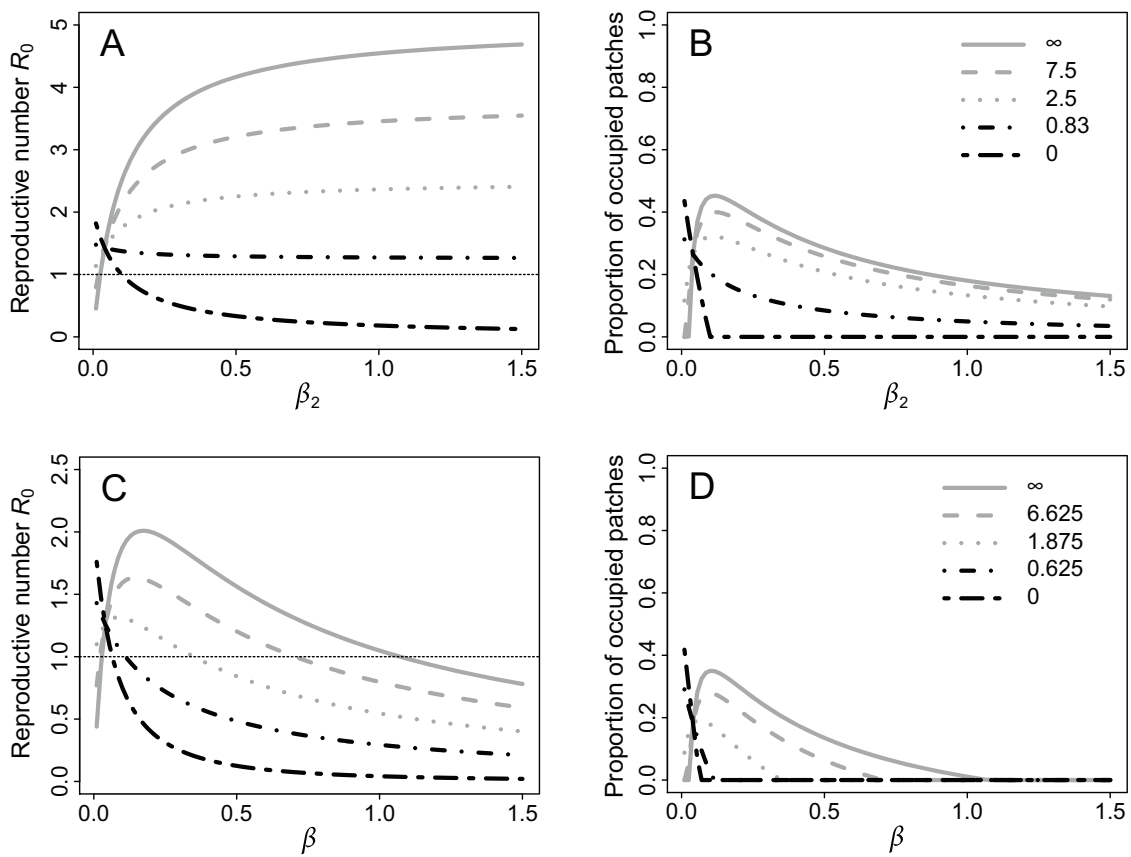 A
Reproductive number R₀
5
4
3
2
1
0
0.0 0.5 1.0 1.5
β₂
B
Proportion of occupied patches
1.0
0.8
0.6
0.4
0.2
0.0
0.0 0.5 1.0 1.5
β₂
∞
7.5
2.5
0.83
0
C
Reproductive number R₀
2.5
2.0
1.5
1.0
0.5
0.0
0.0 0.5 1.0 1.5
β
D
Proportion of occupied patches
1.0
0.8
0.6
0.4
0.2
0.0
0.0 0.5 1.0 1.5
β
∞
6.625
1.875
0.625
0